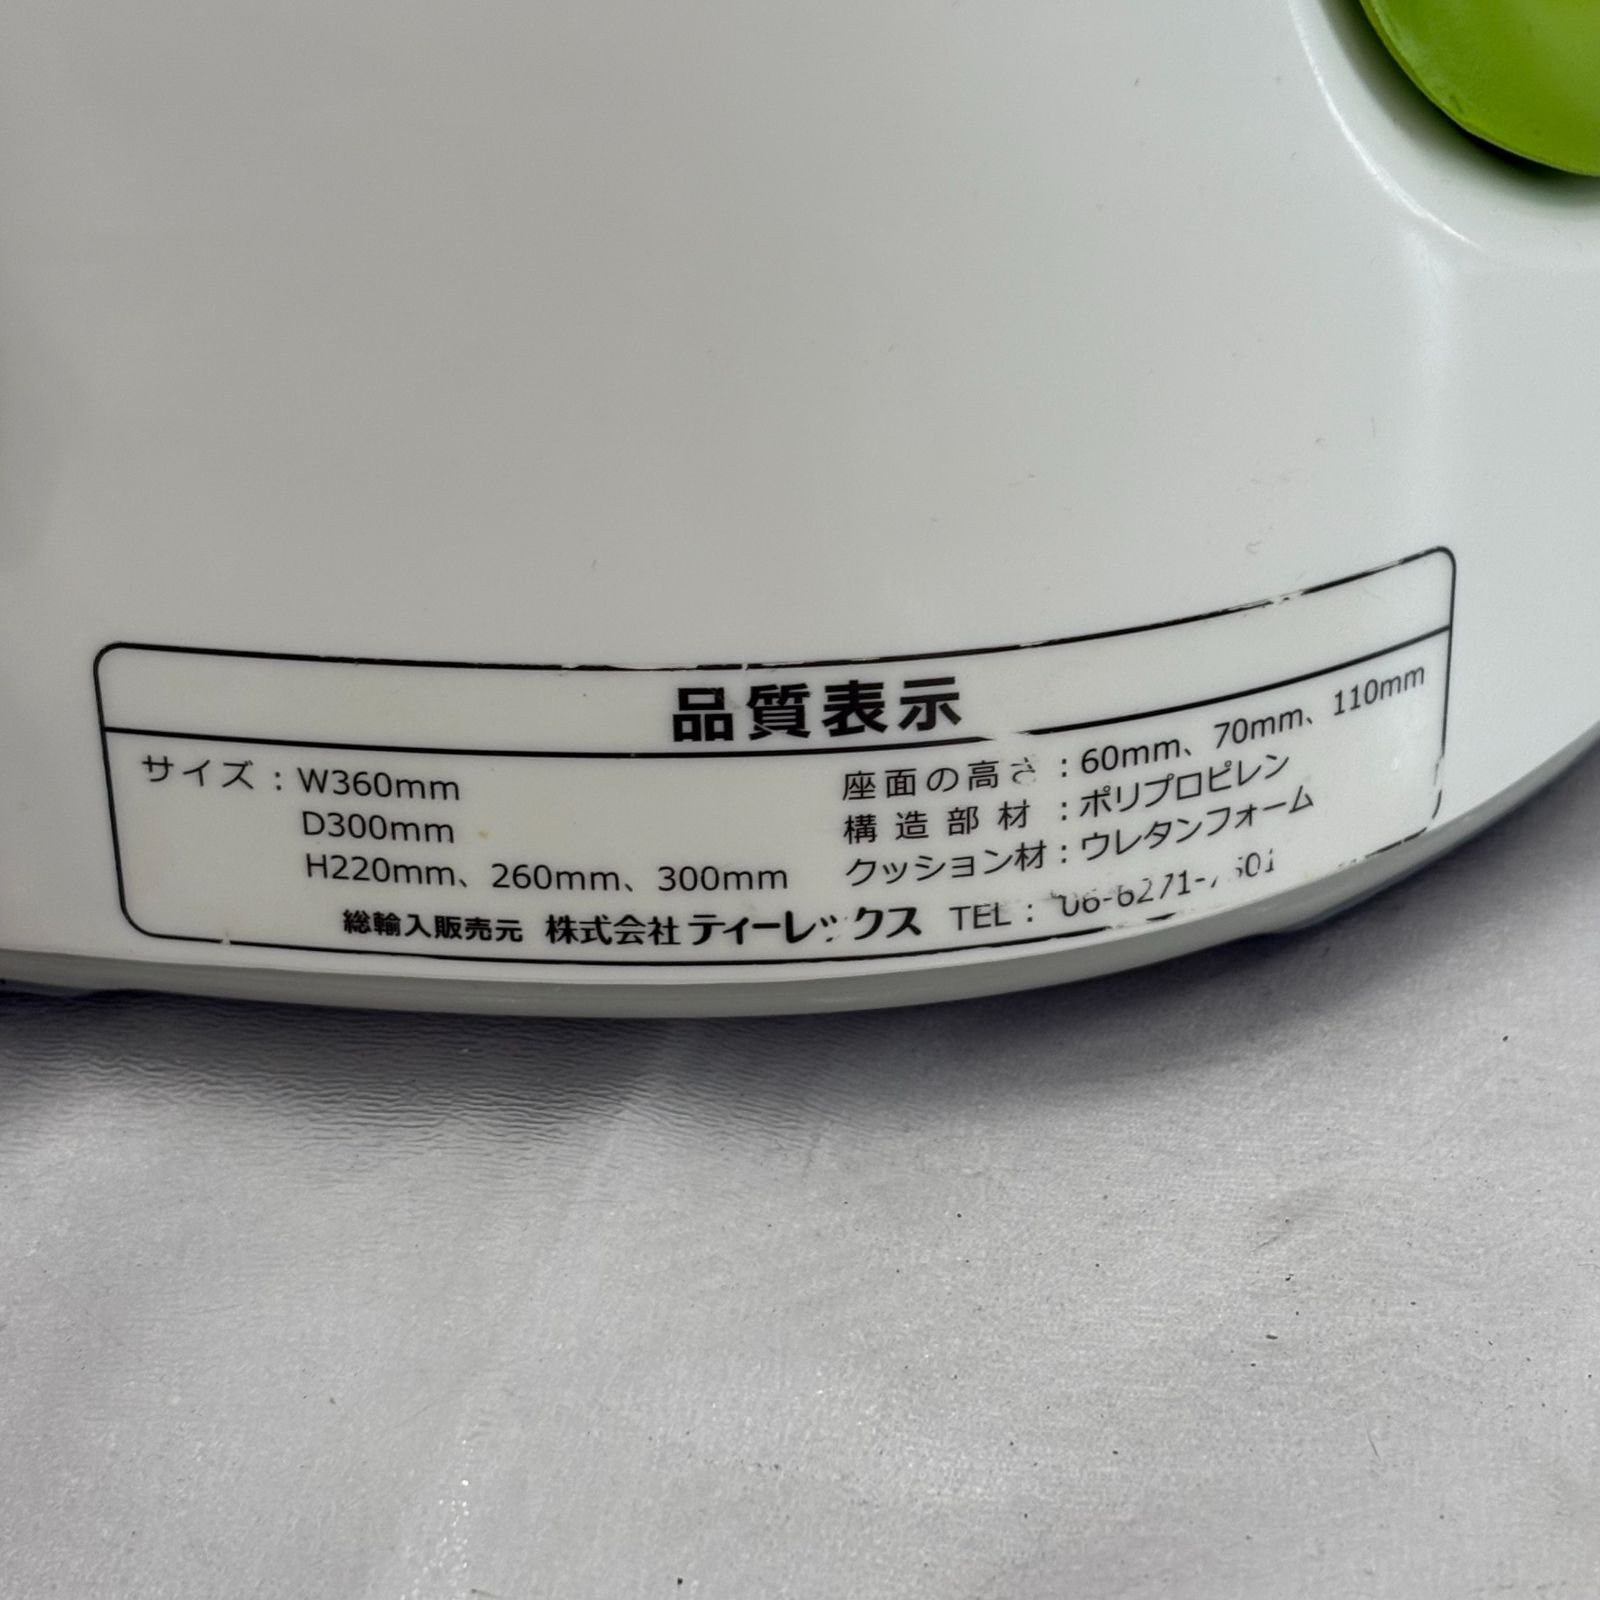 品質表示
サイズ：W360mm
D300mm
H220mm、260mm、300mm
座面の高さ：60mm、70mm、110mm
構造部材：ポリプロピレン
クッション材：ウレタンフォーム
総輸入販売元 株式会社ティーレックス TEL：